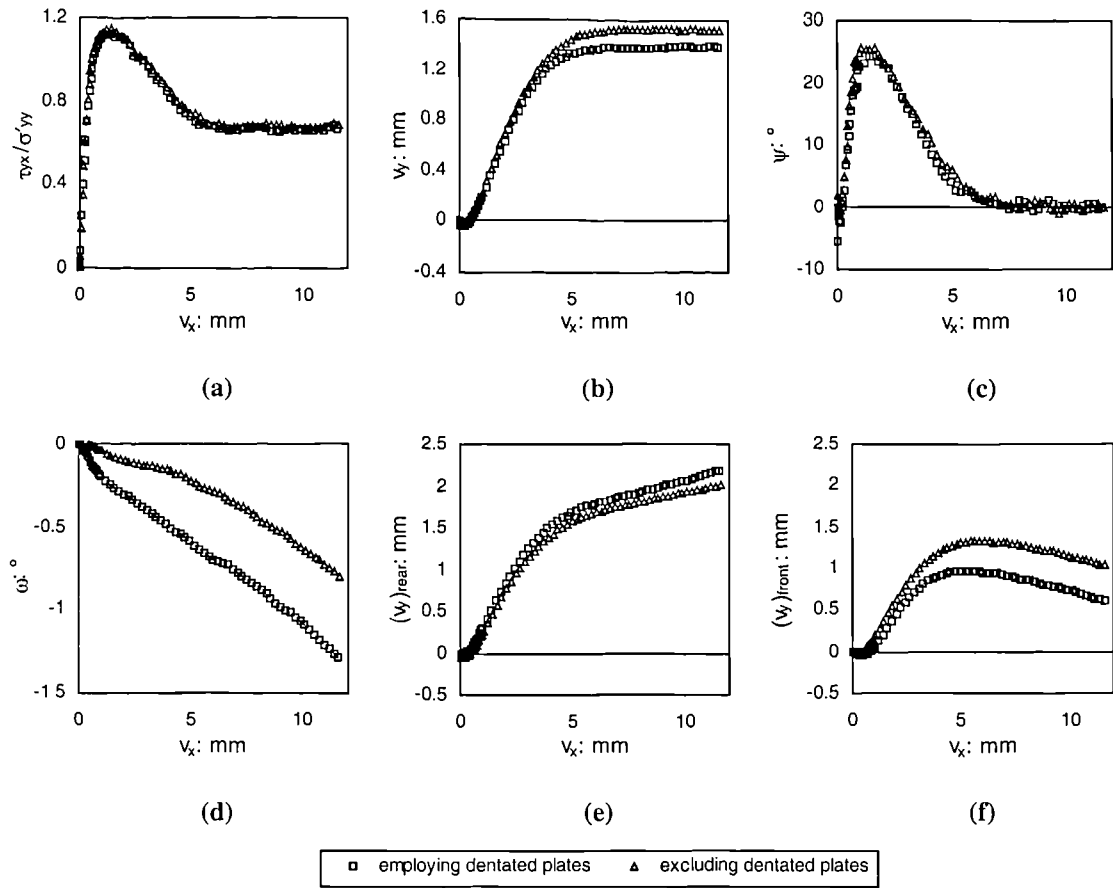 1.2
0.8
0.4
0
τyx/σ'yy
0 5 10
vx: mm
(a)
1.6
1.2
0.8
0.4
0
-0.4
vy: mm
0 5 10
vx: mm
(b)
30
20
10
0
-10
ψ: °
0 5 10
vx: mm
(c)
0
-0.5
-1
-1.5
ω: °
0 5 10
vx: mm
(d)
2.5
2
1.5
1
0.5
0
-0.5
(vy)rear: mm
0 5 10
vx: mm
(e)
2.5
2
1.5
1
0.5
0
-0.5
(vy)front: mm
0 5 10
vx: mm
(f)
employing dentated plates excluding dentated plates